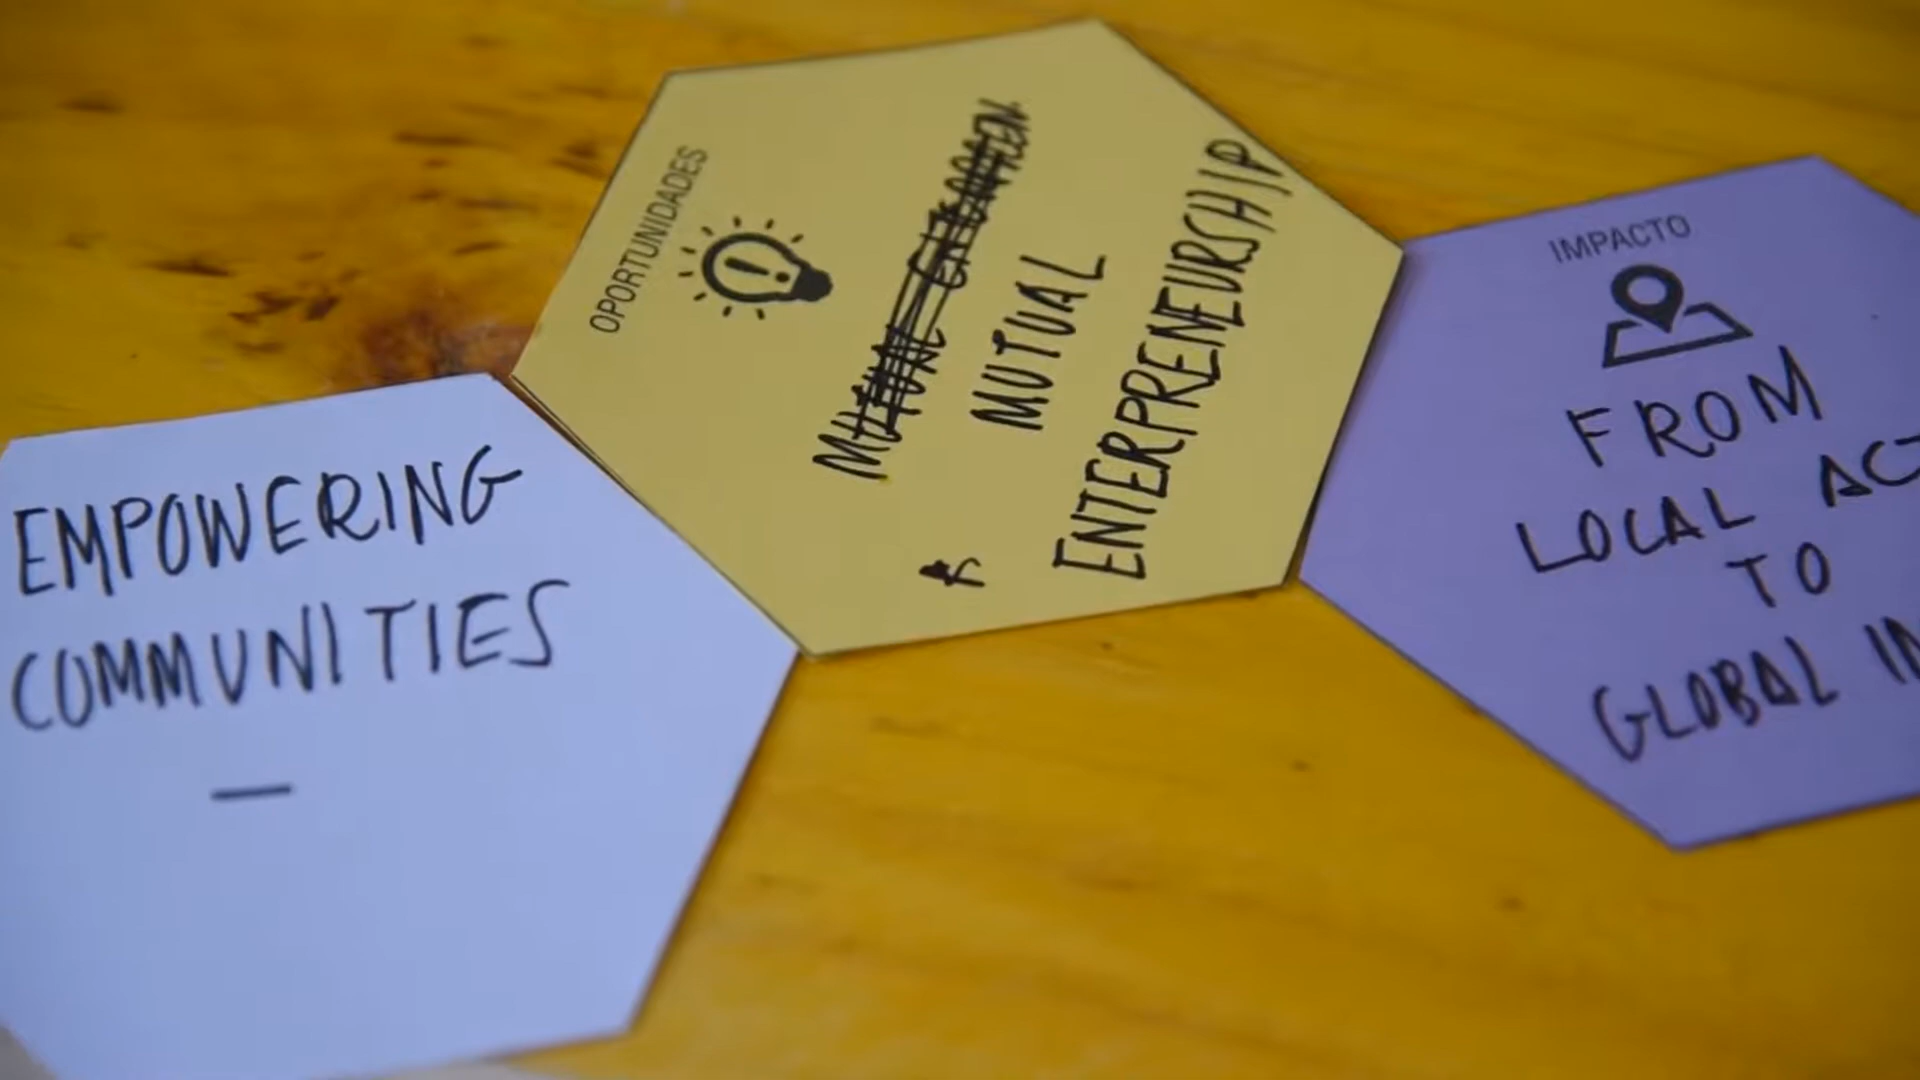 EMPOWERING
COMMUNITIES
—
OPORTUNIDADES
MUTUAL
ENTERPRENEURSHIP
IMPACTO
FROM
LOCAL
TO
GLOBAL